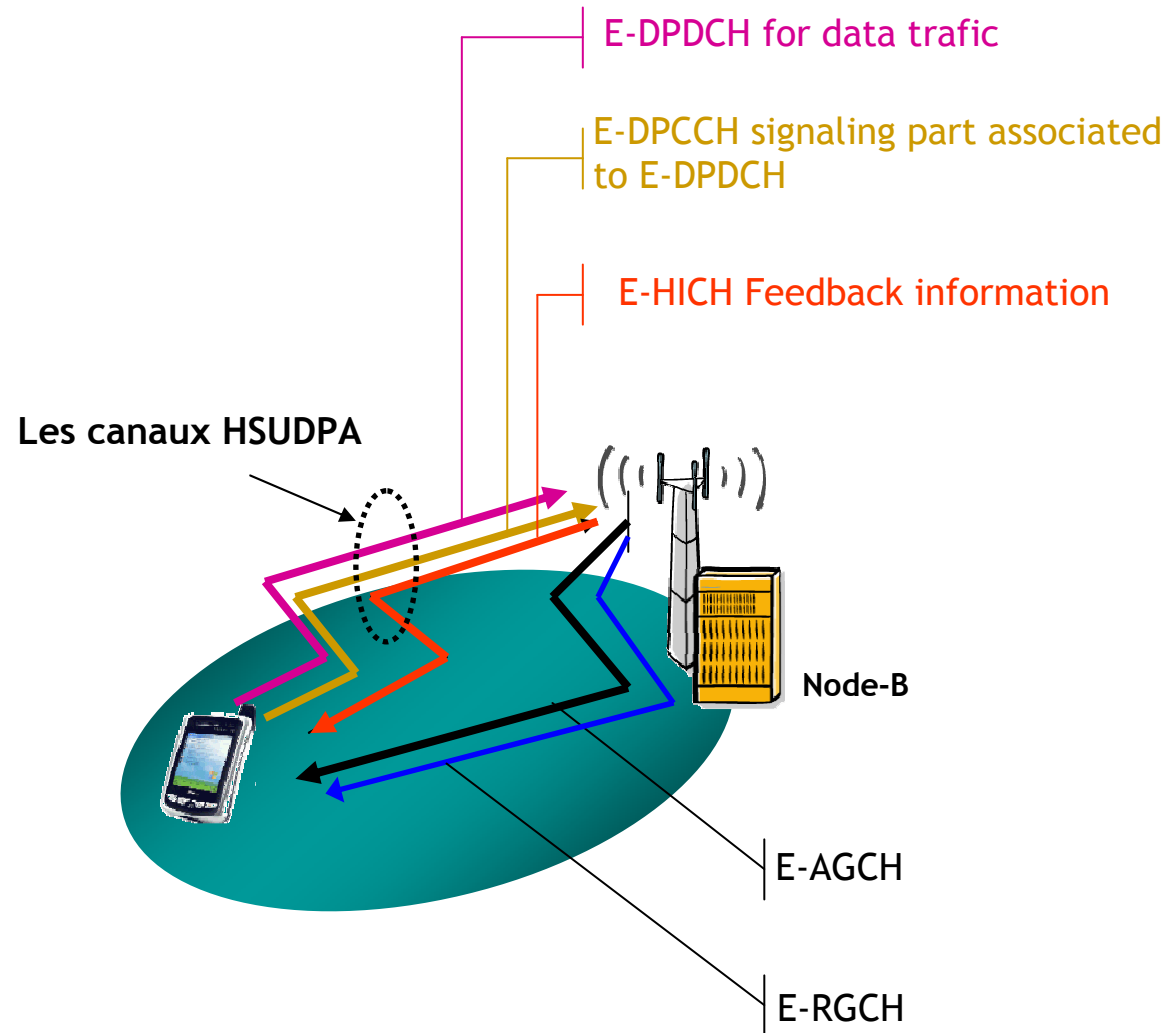 E-DPDCH for data trafic
E-DPCCH signaling part associated
to E-DPDCH
E-HICH Feedback information
Les canaux HSUDPA
Node-B
E-AGCH
E-RGCH